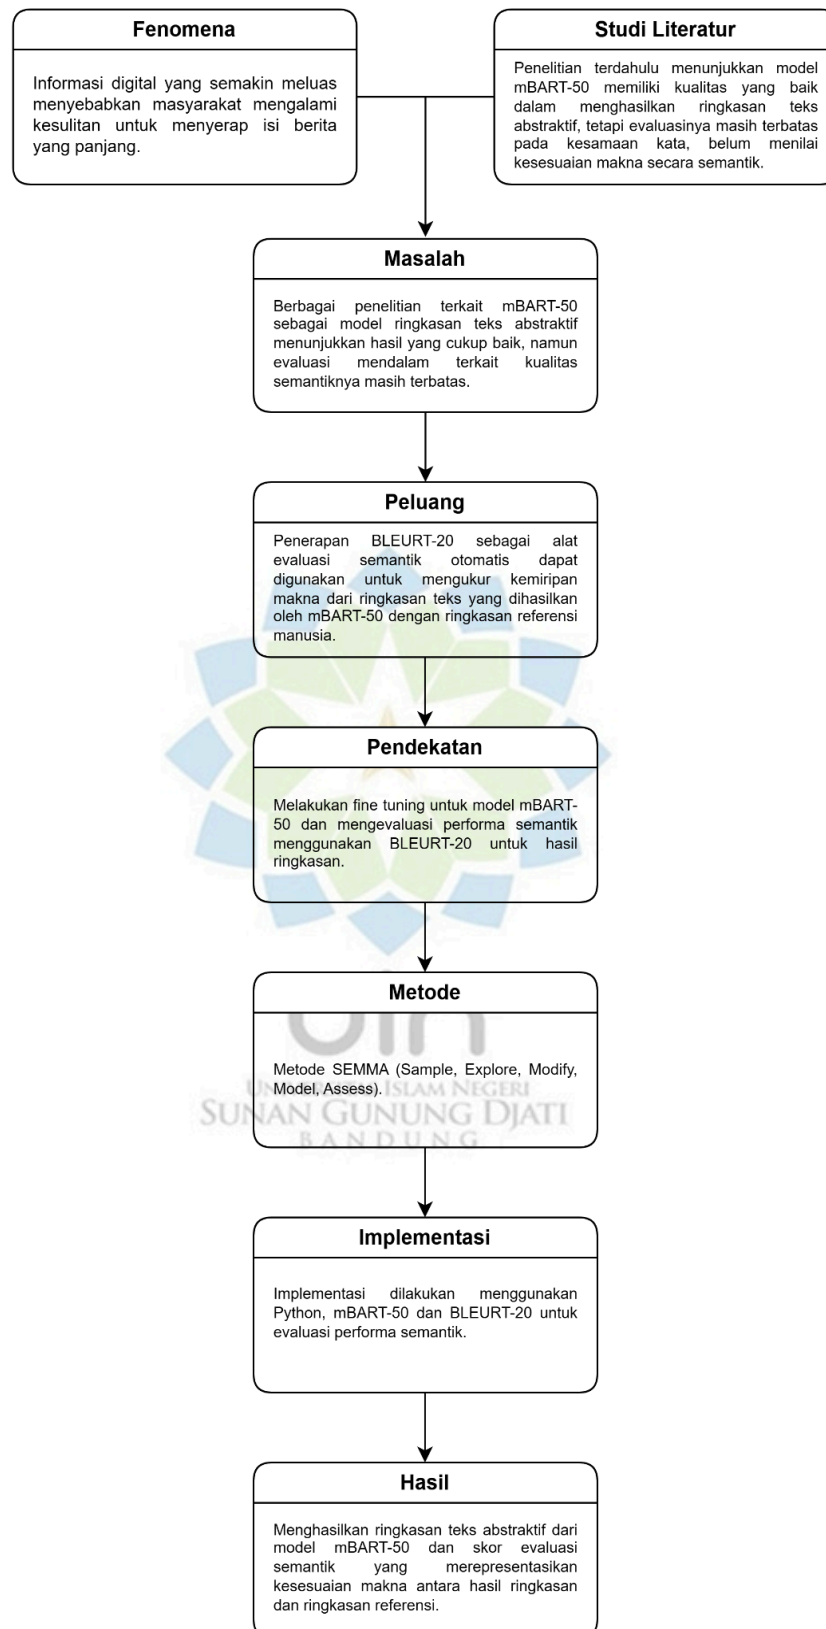 Fenomena
Informasi digital yang semakin meluas
menyebabkan masyarakat mengalami
kesulitan untuk menyerap isi berita
yang panjang.
Studi Literatur
Penelitian terdahulu menunjukkan model
mBART-50 memiliki kualitas yang baik
dalam menghasilkan ringkasan teks
abstraktif, tetapi evaluasinya masih terbatas
pada kesamaan kata, belum menilai
kesesuaian makna secara semantik.
Masalah
Berbagai penelitian terkait mBART-50
sebagai model ringkasan teks abstraktif
menunjukkan hasil yang cukup baik, namun
evaluasi mendalam terkait kualitas
semantiknya masih terbatas.
Peluang
Penerapan BLEURT-20 sebagai alat
evaluasi semantik otomatis dapat
digunakan untuk mengukur kemiripan
makna dari ringkasan teks yang dihasilkan
oleh mBART-50 dengan ringkasan referensi
manusia.
Pendekatan
Melakukan fine tuning untuk model mBART-
50 dan mengevaluasi performa semantik
menggunakan BLEURT-20 untuk hasil
ringkasan.
Metode
uin
Metode SEMMA (Sample, Explore, Modify,
Model, Assess).
UNIVERSITAS ISLAM NEGERI
SUNAN GUNUNG DJATI
BANDUNG
Implementasi
Implementasi dilakukan menggunakan
Python, mBART-50 dan BLEURT-20 untuk
evaluasi performa semantik.
Hasil
Menghasilkan ringkasan teks abstraktif dari
model mBART-50 dan skor evaluasi
semantik yang merepresentasikan
kesesuaian makna antara hasil ringkasan
dan ringkasan referensi.